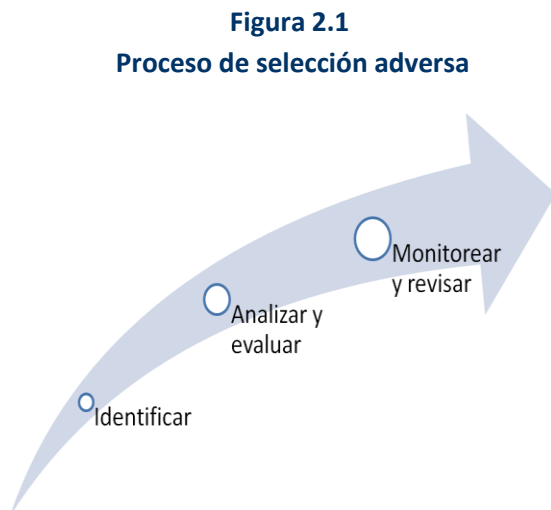 Figura 2.1
Proceso de selección adversa
Monitorear
y revisar
Analizar y
evaluar
Identificar